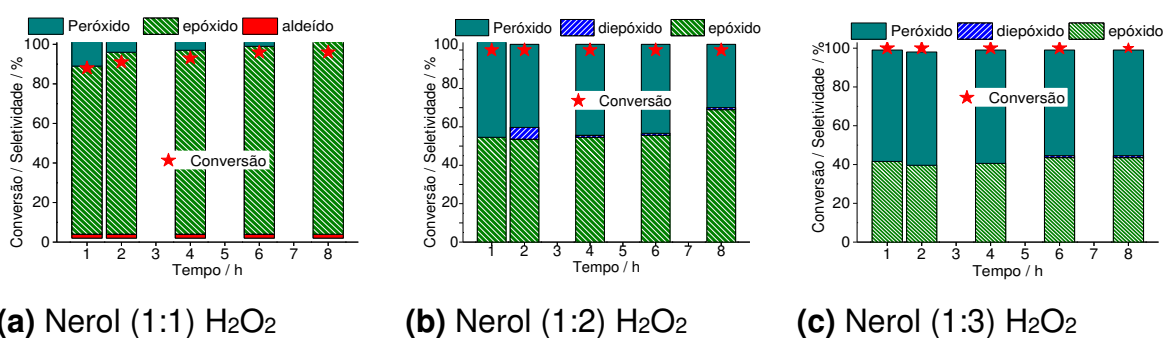 Peróxido epóxido aldeído
Conversão / Seletividade / %
100
80
60
40
20
0
Conversão
1 2 3 4 5 6 7 8
Tempo / h
(a) Nerol (1:1) H2O2
Peróxido diepóxido epóxido
Conversão / Seletividade / %
100
80
60
40
20
0
Conversão
1 2 3 4 5 6 7 8
Tempo / h
(b) Nerol (1:2) H2O2
Peróxido diepóxido epóxido
Conversão / Seletividade / %
100
80
60
40
20
0
Conversão
1 2 3 4 5 6 7 8
Tempo / h
(c) Nerol (1:3) H2O2